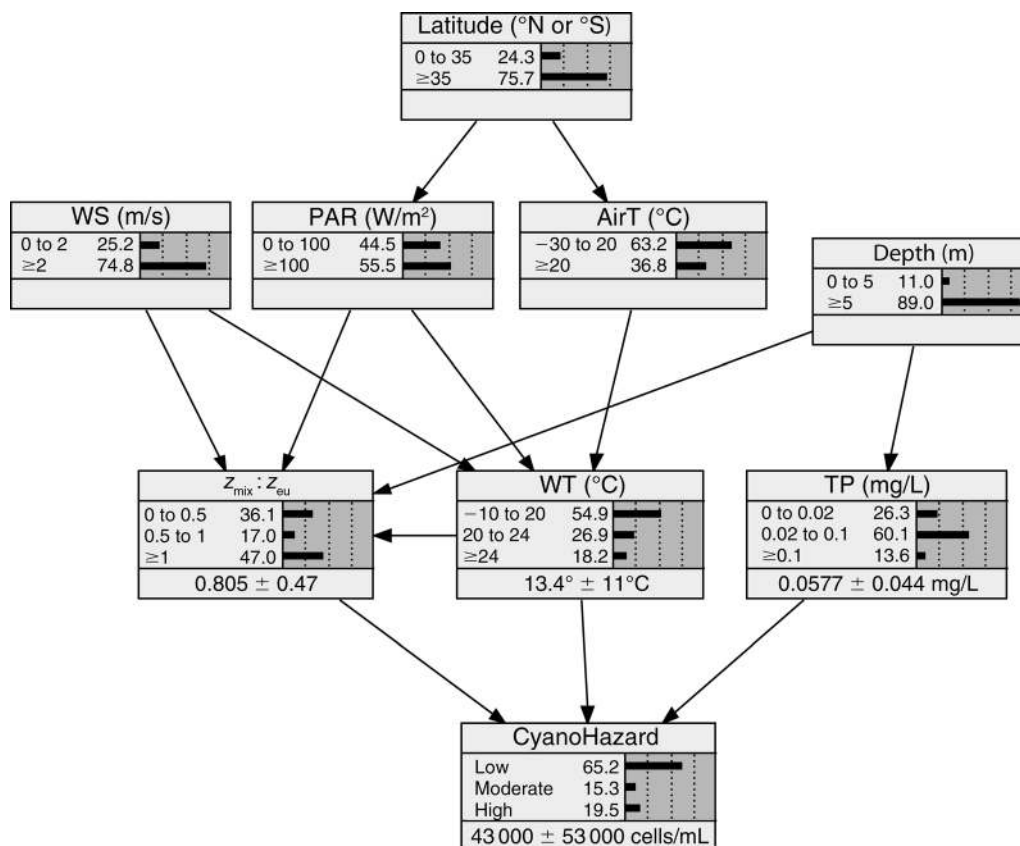 Latitude (°N or °S)
0 to 35 24.3
≥35 75.7
WS (m/s)
0 to 2 25.2
≥2 74.8
PAR (W/m²)
0 to 100 44.5
≥100 55.5
AirT (°C)
−30 to 20 63.2
≥20 36.8
Depth (m)
0 to 5 11.0
≥5 89.0
z_mix : z_eu
0 to 0.5 36.1
0.5 to 1 17.0
≥1 47.0
0.805 ± 0.47
WT (°C)
−10 to 20 54.9
20 to 24 26.9
≥24 18.2
13.4° ± 11°C
TP (mg/L)
0 to 0.02 26.3
0.02 to 0.1 60.1
≥0.1 13.6
0.0577 ± 0.044 mg/L
CyanoHazard
Low 65.2
Moderate 15.3
High 19.5
43 000 ± 53 000 cells/mL